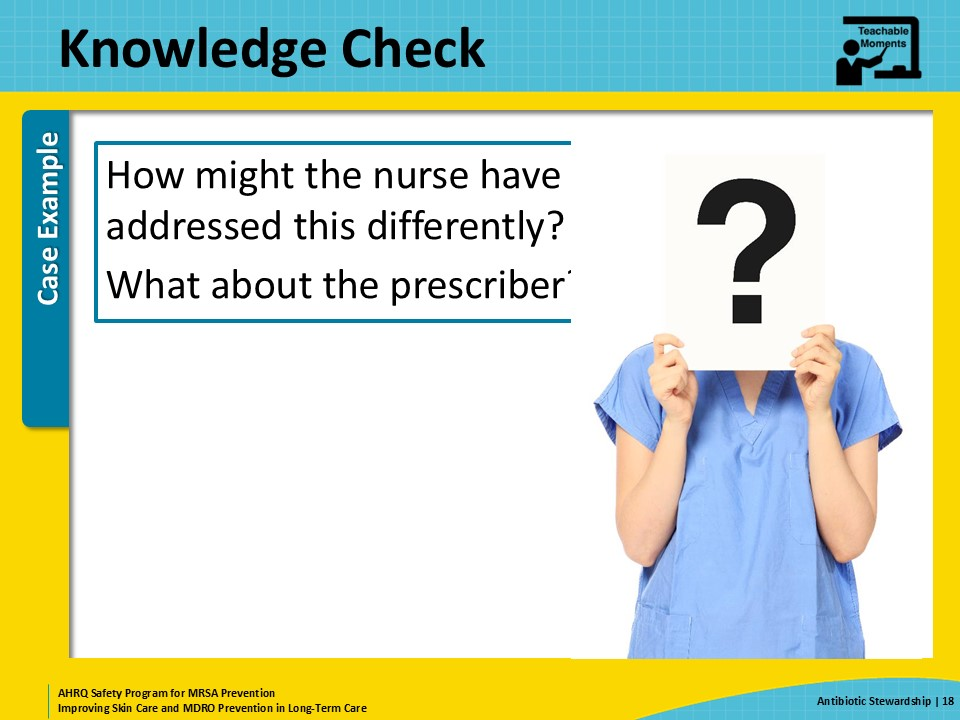 Knowledge Check
Teachable
Moments
Case Example
How might the nurse have
addressed this differently?
What about the prescriber?
?
AHRQ Safety Program for MRSA Prevention
Improving Skin Care and MDRO Prevention in Long-Term Care
Antibiotic Stewardship | 18